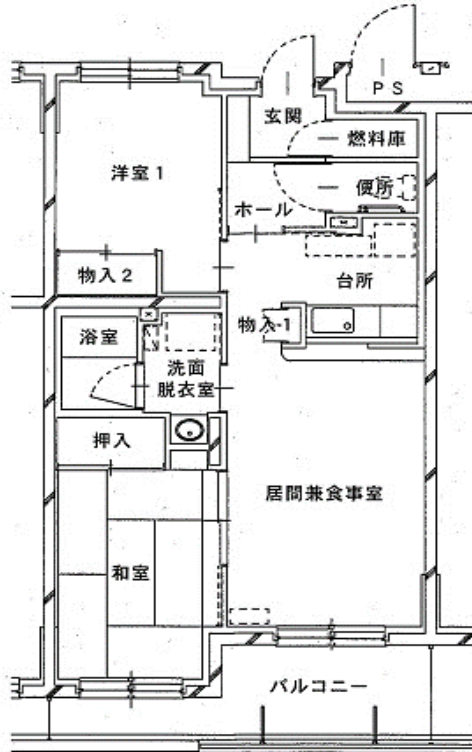 PS
玄関
燃料庫
洋室1
便所
ホール
物入2
台所
浴室
物入-1
洗面
脱衣室
押入
居間兼食事室
和室
バルコニー